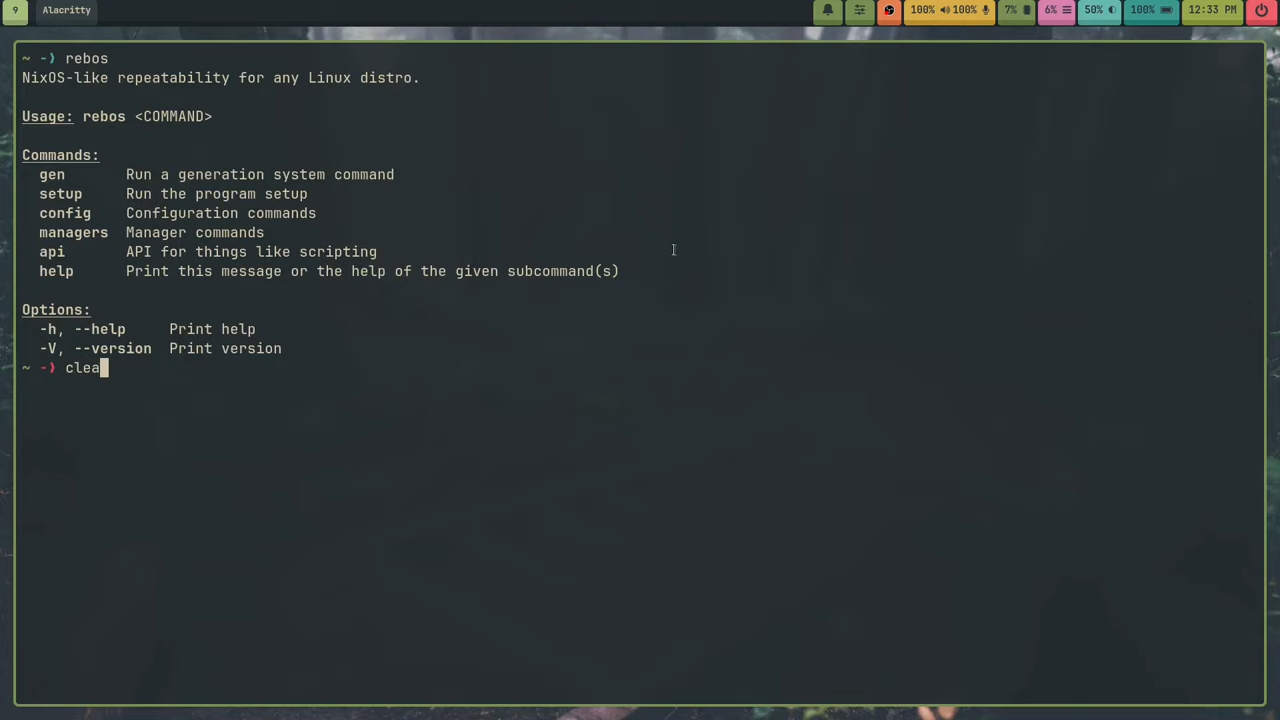 9 Alacritty 100% 100% 7% 6% 50% 100% 12:33 PM
~ -❯ rebos
NixOS-like repeatability for any Linux distro.
Usage: rebos <COMMAND>
Commands:
gen Run a generation system command
setup Run the program setup
config Configuration commands
managers Manager commands
api API for things like scripting
help Print this message or the help of the given subcommand(s)
Options:
-h, --help Print help
-V, --version Print version
~ -❯ clea